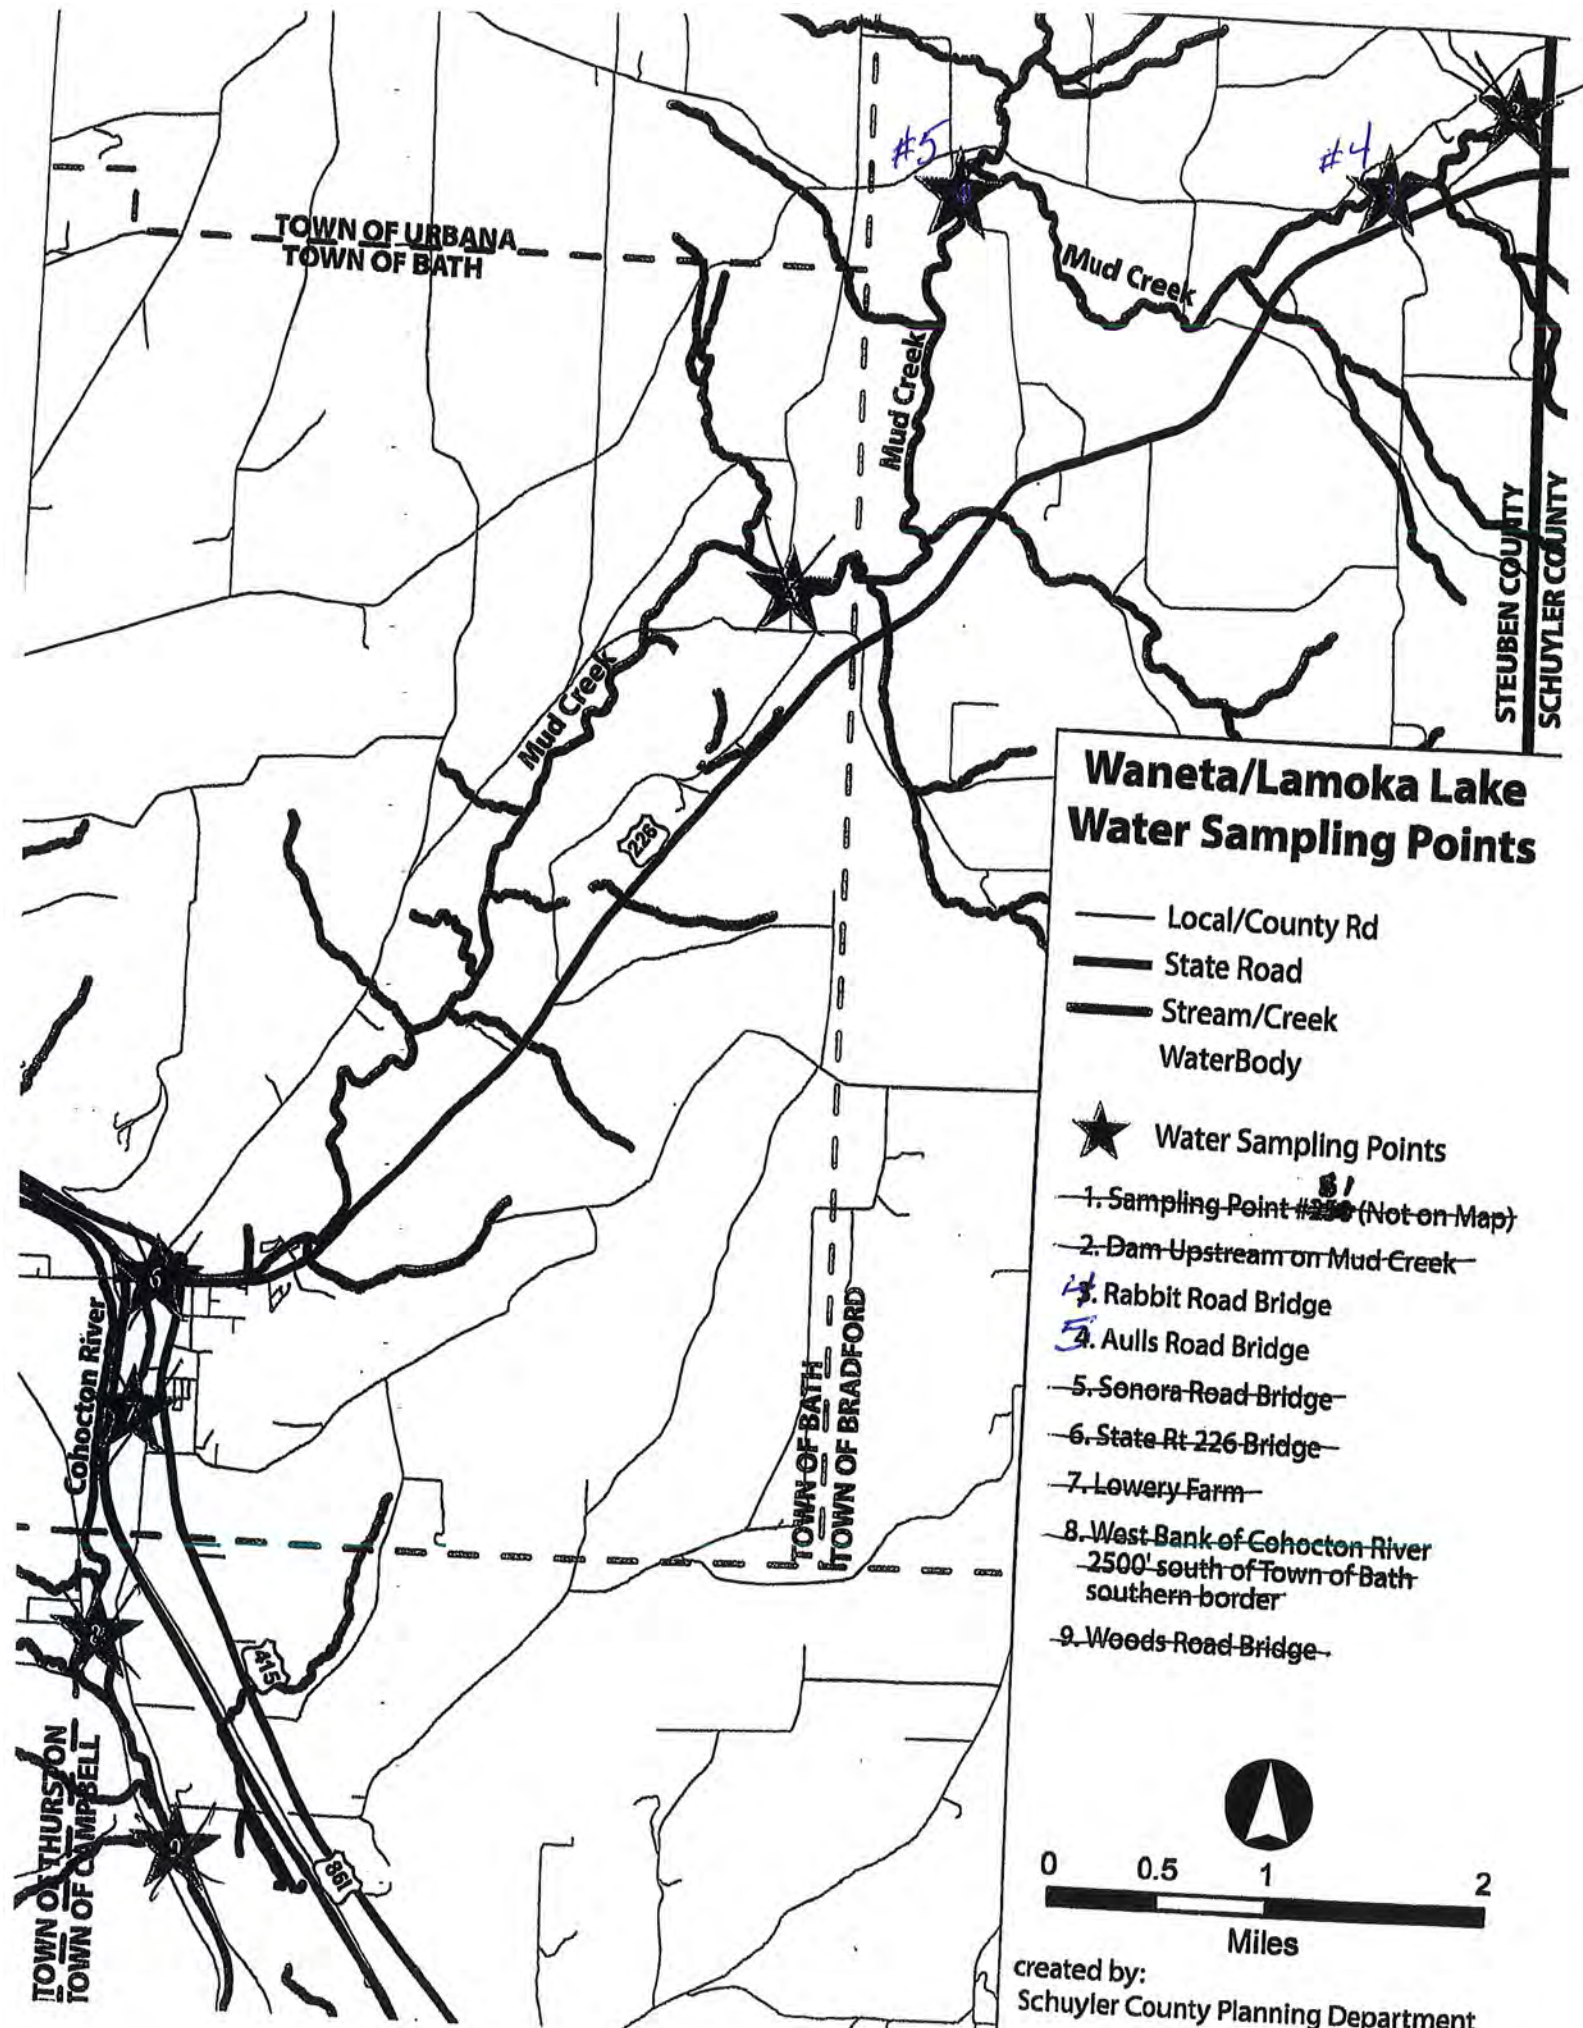 #5
#4
2
TOWN OF URBANA
TOWN OF BATH
Mud Creek
Mud Creek
STEUBEN COUNTY
SCHUYLER COUNTY
5
Mud Creek
226
Waneta/Lamoka Lake
Water Sampling Points
Local/County Rd
State Road
Stream/Creek
WaterBody
Water Sampling Points
1. Sampling Point # (Not on Map)
2. Dam Upstream on Mud Creek
4. Rabbit Road Bridge
5. Aulls Road Bridge
5. Sonora Road Bridge
6. State Rt 226 Bridge
7. Lowery Farm
8. West Bank of Cohocton River
2500' south of Town of Bath
southern border
9. Woods Road Bridge
6
Cohocton River
TOWN OF BATH
TOWN OF BRADFORD
415
TOWN OF THURSTON
TOWN OF CAMPBELL
9
198
0 0.5 1 2
Miles
created by:
Schuyler County Planning Department